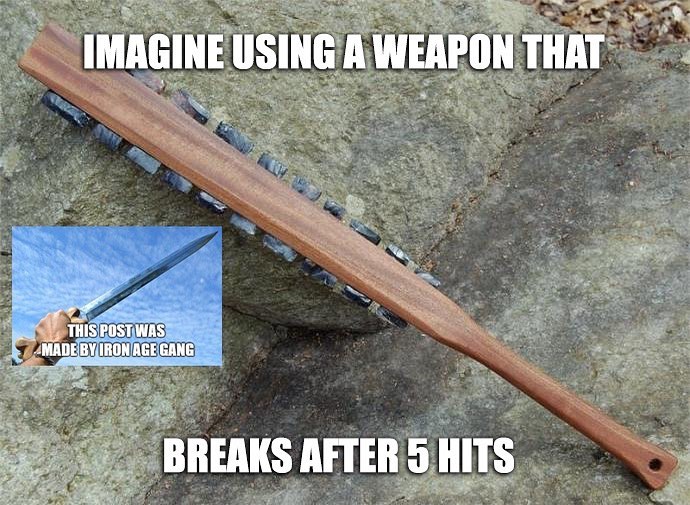 IMAGINE USING A WEAPON THAT
THIS POST WAS
MADE BY IRON AGE GANG
BREAKS AFTER 5 HITS